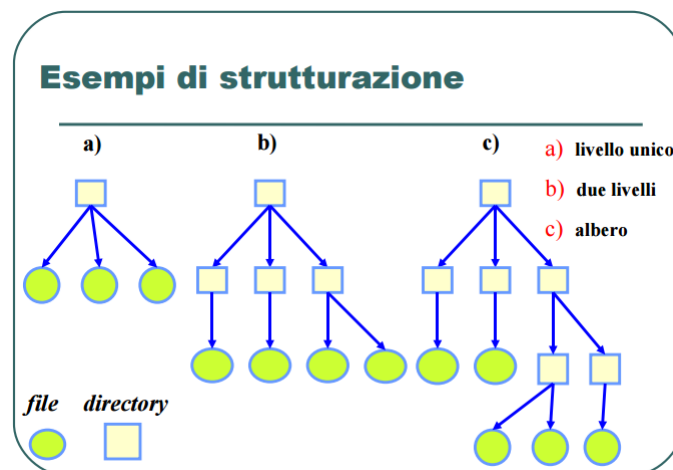 Esempi di strutturazione
a) b) c)
a) livello unico
b) due livelli
c) albero
file directory